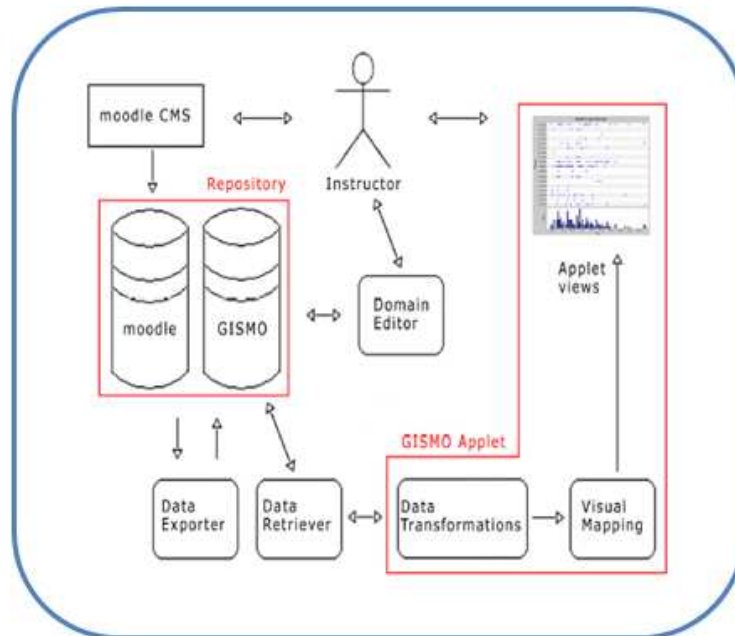 moodle CMS
Repository
Instructor
moodle
GISMO
Domain
Editor
Applet
views
GISMO Applet
Data
Exporter
Data
Retriever
Data
Transformations
Visual
Mapping